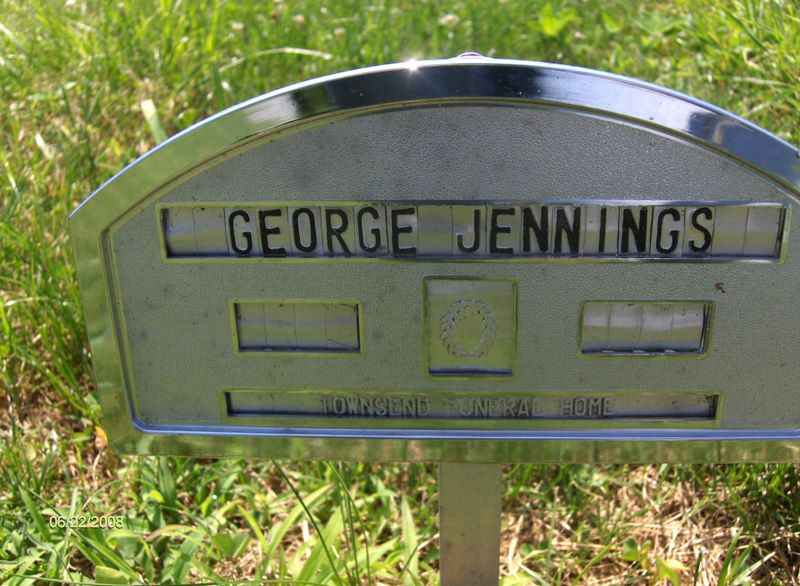 GEORGE JENNINGS
TOWNSEND FUNERAL HOME
06/22/2008